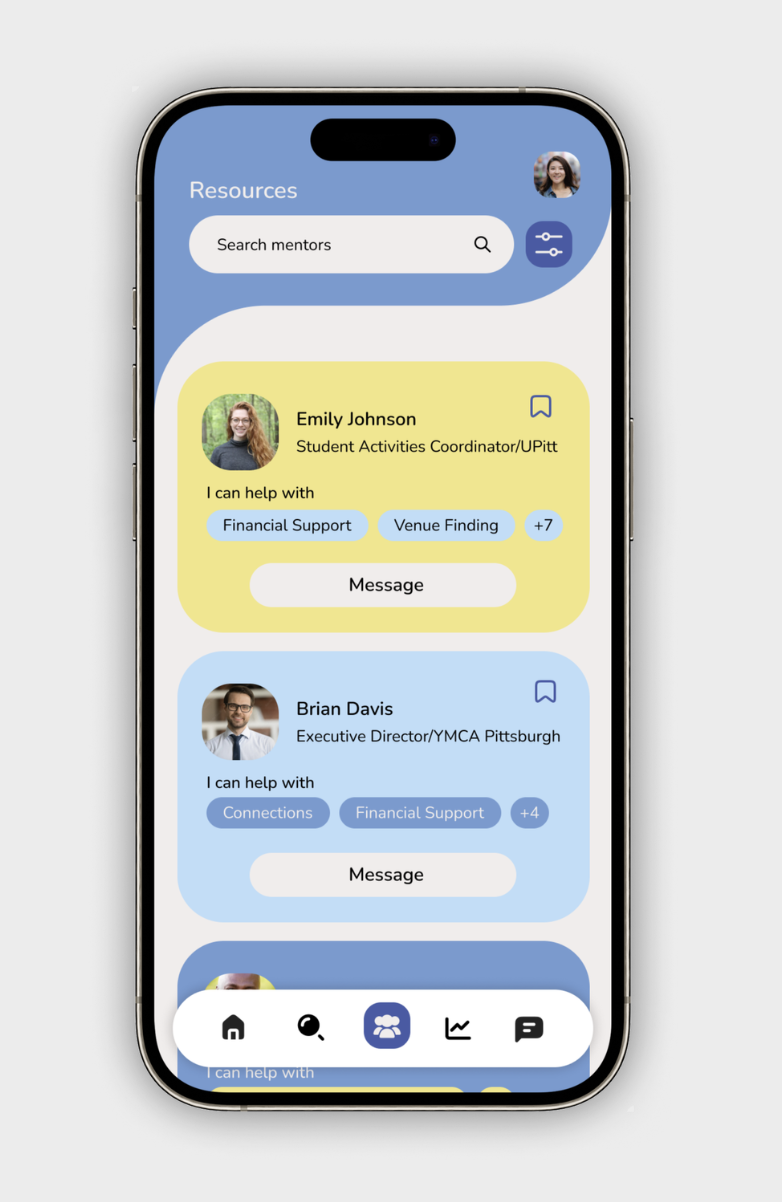 Resources
Search mentors
Emily Johnson
Student Activities Coordinator/UPitt
I can help with
Financial Support Venue Finding +7
Message
Brian Davis
Executive Director/YMCA Pittsburgh
I can help with
Connections Financial Support +4
Message
I can help with